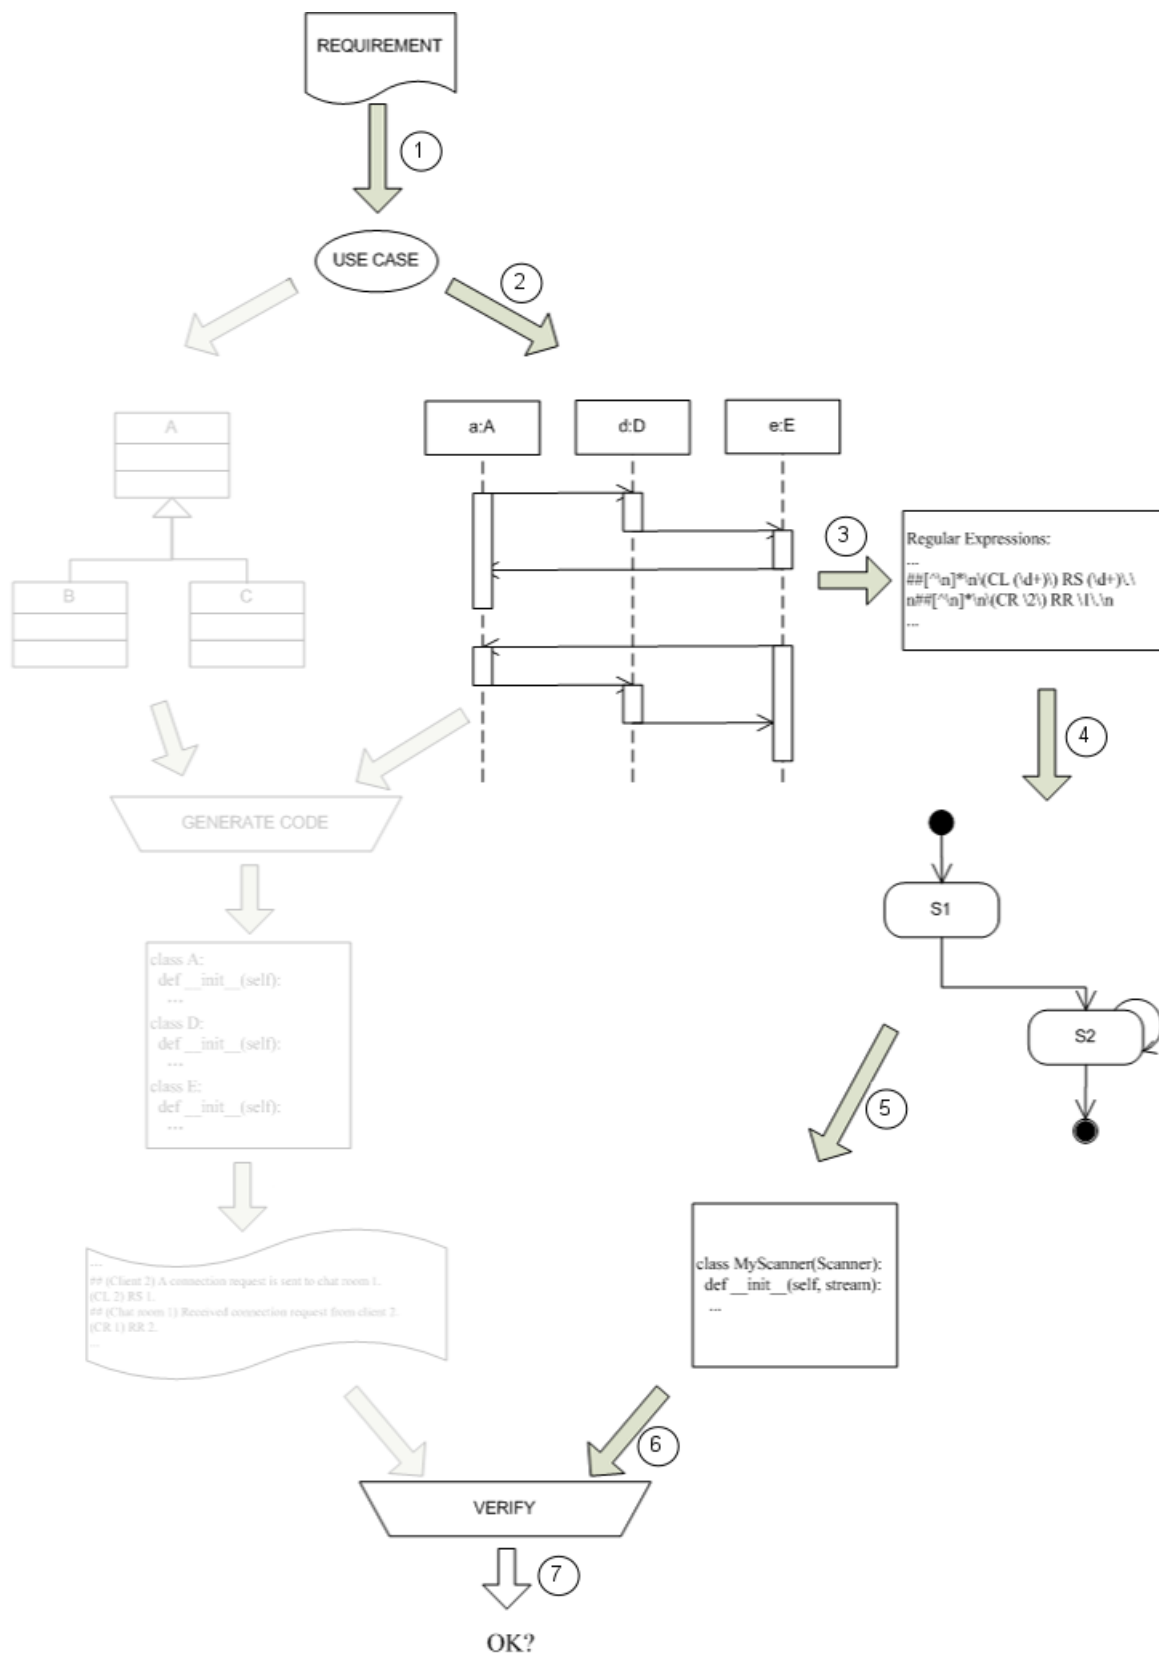 REQUIREMENT
1
USE CASE
2
A
B
C
a:A
d:D
e:E
3
Regular Expressions:
...
##[^\n]*\n\(CL (\d+)\) RS (\d+)\.\
n##[^\n]*\n\(CR \2\) RR \1\.\n
...
4
GENERATE CODE
S1
S2
class A:
def __init__(self):
...
class D:
def __init__(self):
...
class E:
def __init__(self):
...
5
...
## (Client 2) A connection request is sent to chat room 1.
(CL 2) RS 1.
## (Chat room 1) Received connection request from client 2.
(CR 1) RR 2.
...
class MyScanner(Scanner):
def __init__(self, stream):
...
6
VERIFY
7
OK?